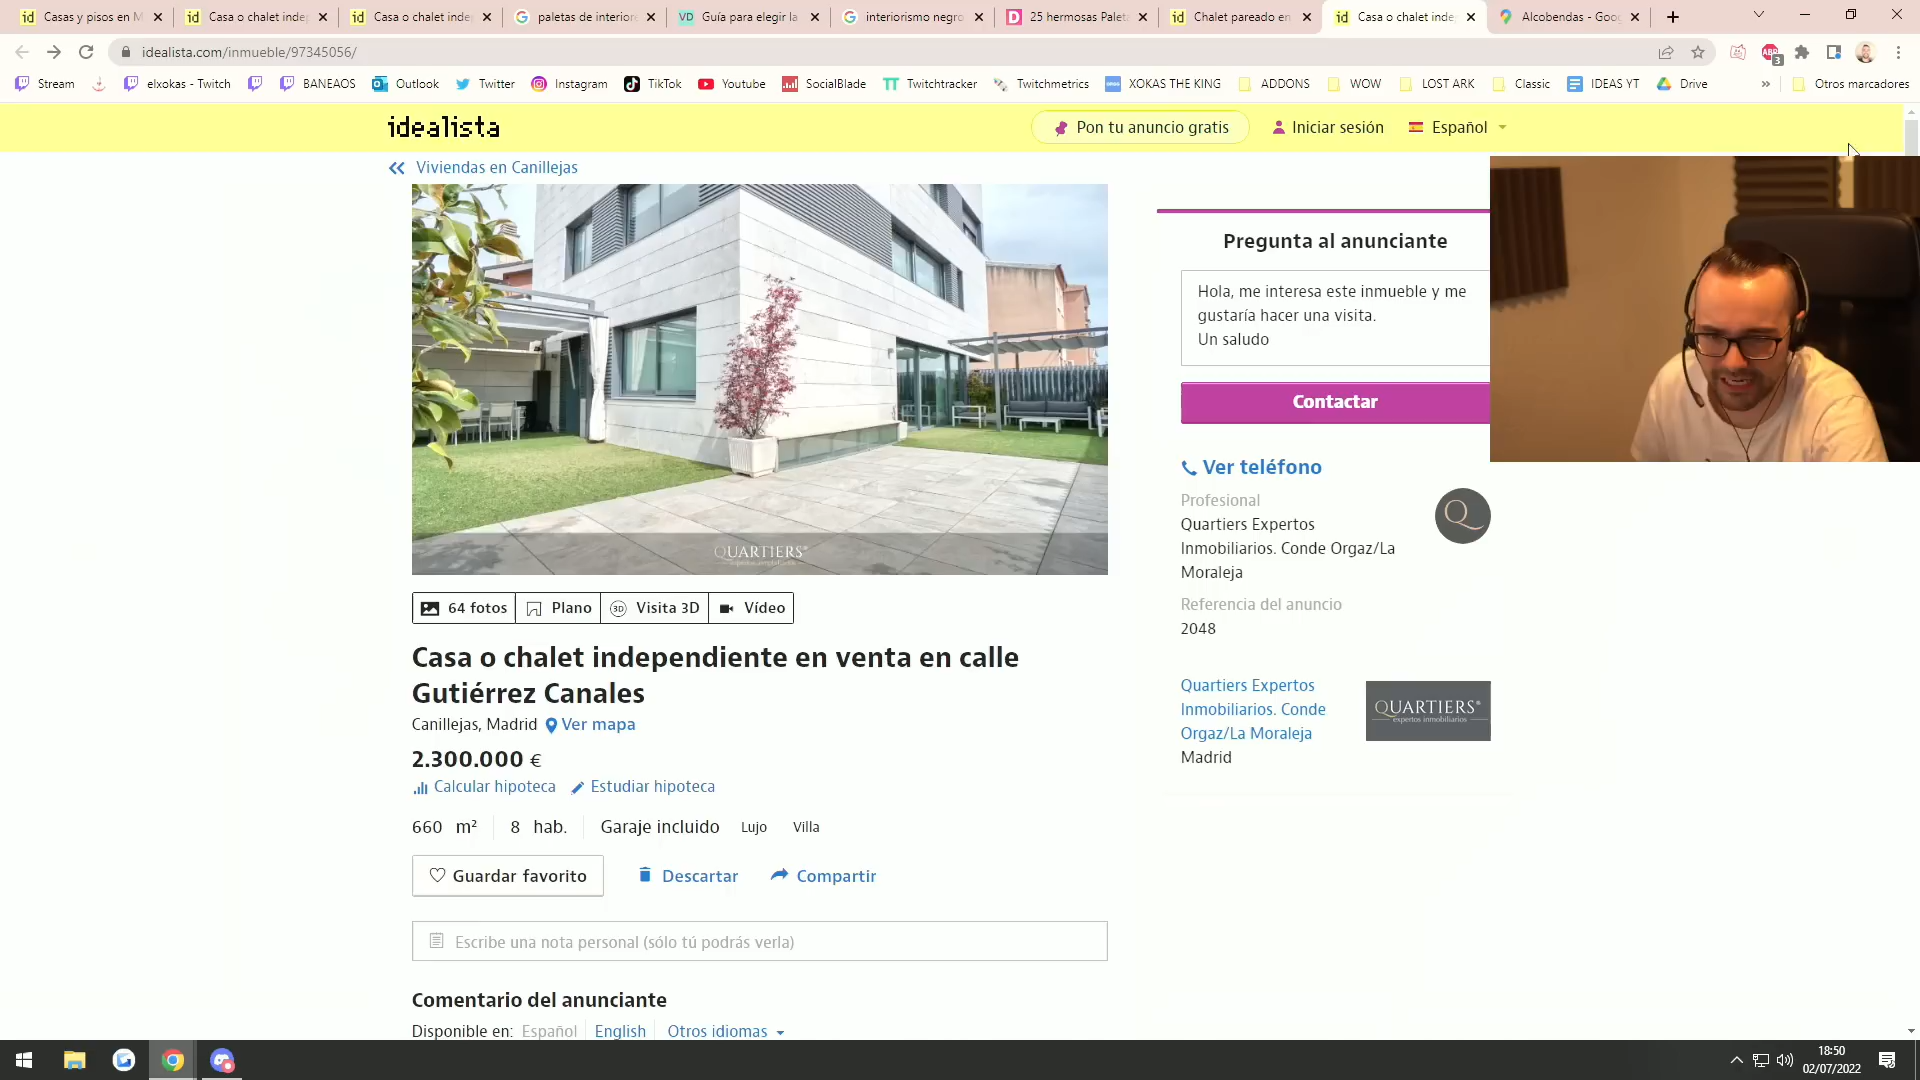 Casas y pisos en M
Casa o chalet inde
Casa o chalet inde
paletas de interior
Guía para elegir la
interiorismo negro
25 hermosas Palet
Chalet pareado en
Casa o chalet inde
Alcobendas - Goo
idealista.com/inmueble/97345056/
Stream
elxokas - Twitch
BANEAOS
Outlook
Twitter
Instagram
TikTok
Youtube
SocialBlade
Twitchtracker
Twitchmetrics
XOKAS THE KING
ADDONS
WOW
LOST ARK
Classic
IDEAS YT
Drive
Otros marcadores
idealista
Pon tu anuncio gratis
Iniciar sesión
Español
Viviendas en Canillejas
QUARTIERS
64 fotos
Plano
3D
Visita 3D
Vídeo
Casa o chalet independiente en venta en calle
Gutiérrez Canales
Canillejas, Madrid
Ver mapa
2.300.000 €
Calcular hipoteca
Estudiar hipoteca
660 m²
8 hab.
Garaje incluido
Lujo
Villa
Guardar favorito
Descartar
Compartir
Escribe una nota personal (sólo tú podrás verla)
Comentario del anunciante
Disponible en: Español English Otros idiomas
Pregunta al anunciante
Hola, me interesa este inmueble y me
gustaría hacer una visita.
Un saludo
Contactar
Ver teléfono
Profesional
Quartiers Expertos
Inmobiliarios. Conde Orgaz/La
Moraleja
Q
Referencia del anuncio
2048
Quartiers Expertos
Inmobiliarios. Conde
Orgaz/La Moraleja
Madrid
QUARTIERS®
expertos inmobiliarios
18:50
02/07/2022